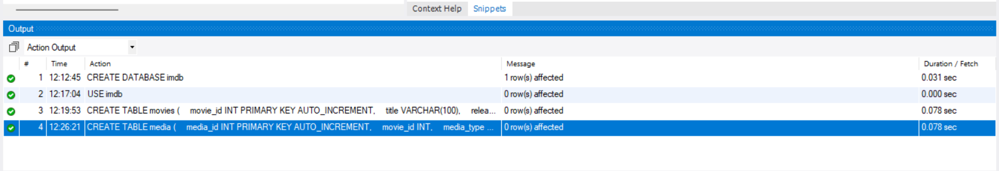 Context Help Snippets
Output
Action Output
# Time Action Message Duration / Fetch
1 12:12:45 CREATE DATABASE imdb 1 row(s) affected 0.031 sec
2 12:17:04 USE imdb 0 row(s) affected 0.000 sec
3 12:19:53 CREATE TABLE movies ( movie_id INT PRIMARY KEY AUTO_INCREMENT, title VARCHAR(100), relea... 0 row(s) affected 0.078 sec
4 12:26:21 CREATE TABLE media ( media_id INT PRIMARY KEY AUTO_INCREMENT, movie_id INT, media_type ... 0 row(s) affected 0.078 sec